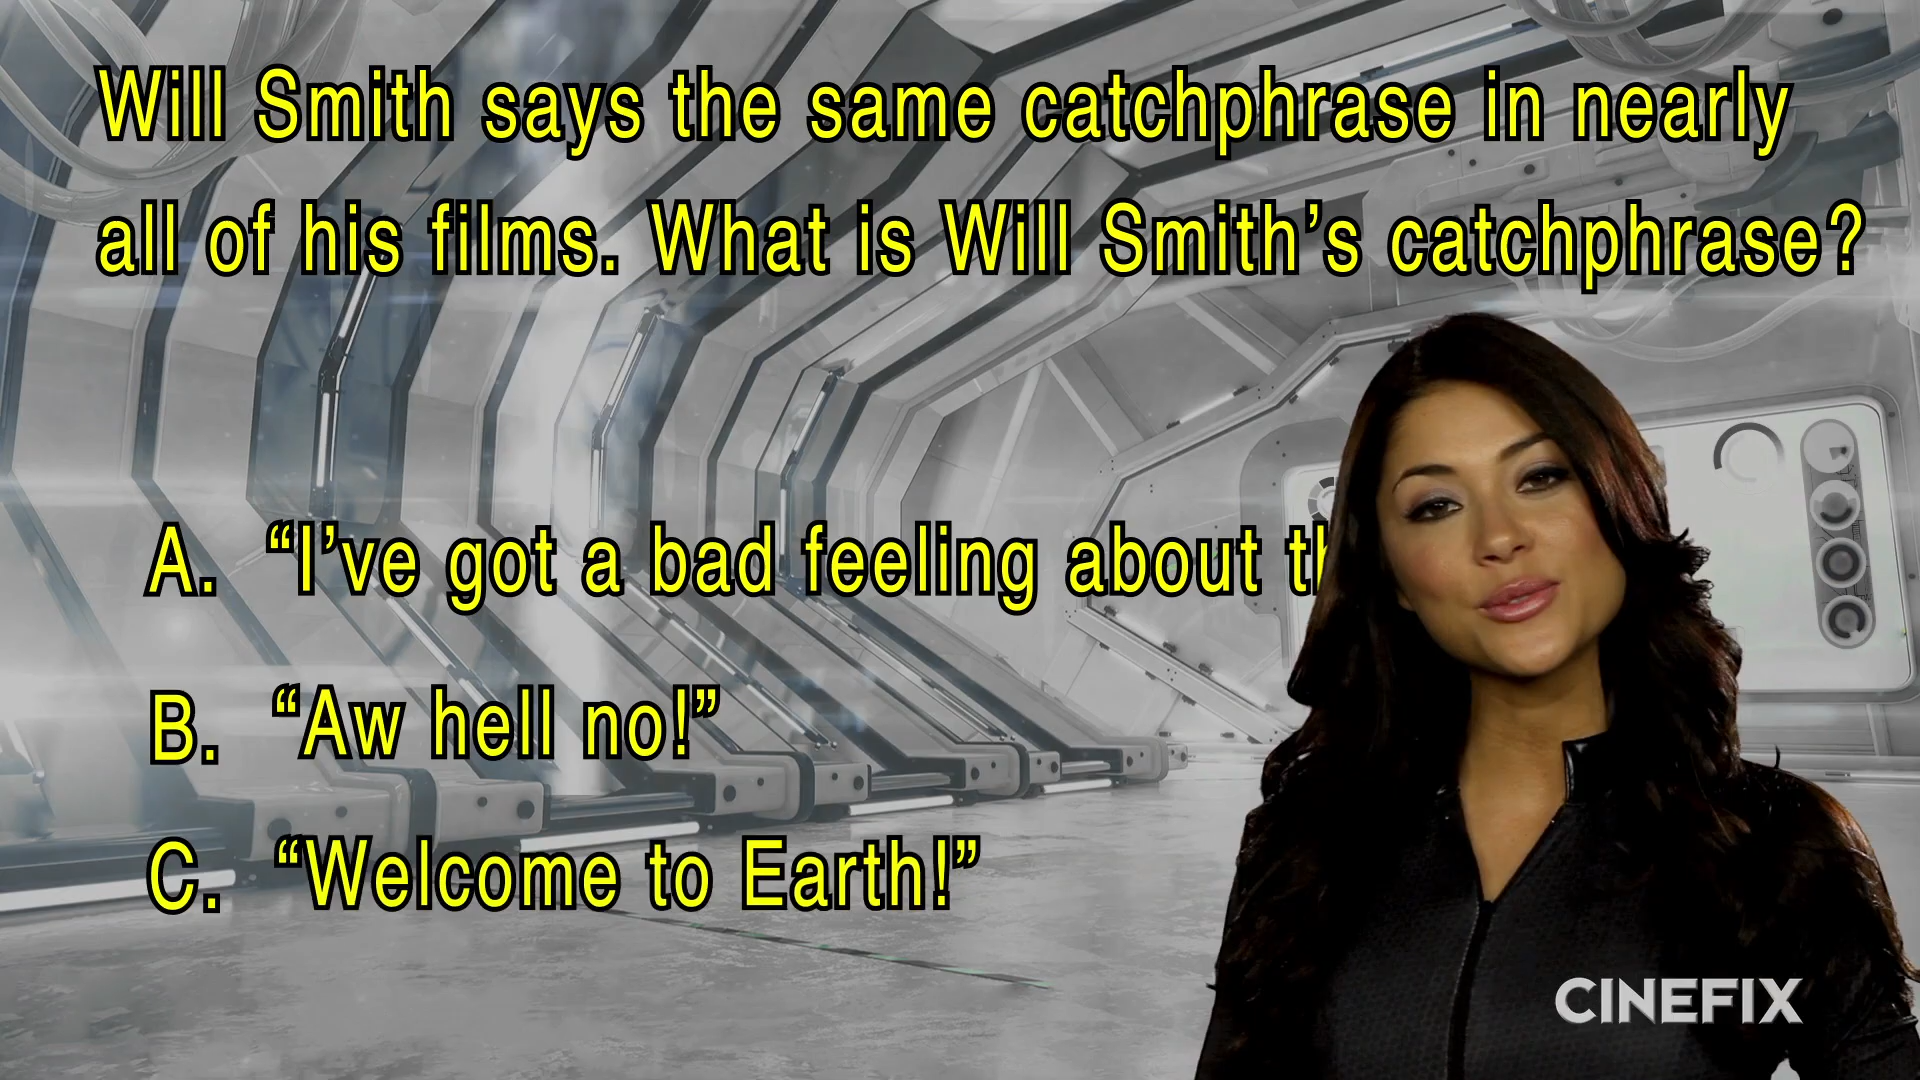 Will Smith says the same catchphrase in nearly
all of his films. What is Will Smith’s catchphrase?
A. “I’ve got a bad feeling about
B. “Aw hell no!”
C. “Welcome to Earth!”
CINEFIX